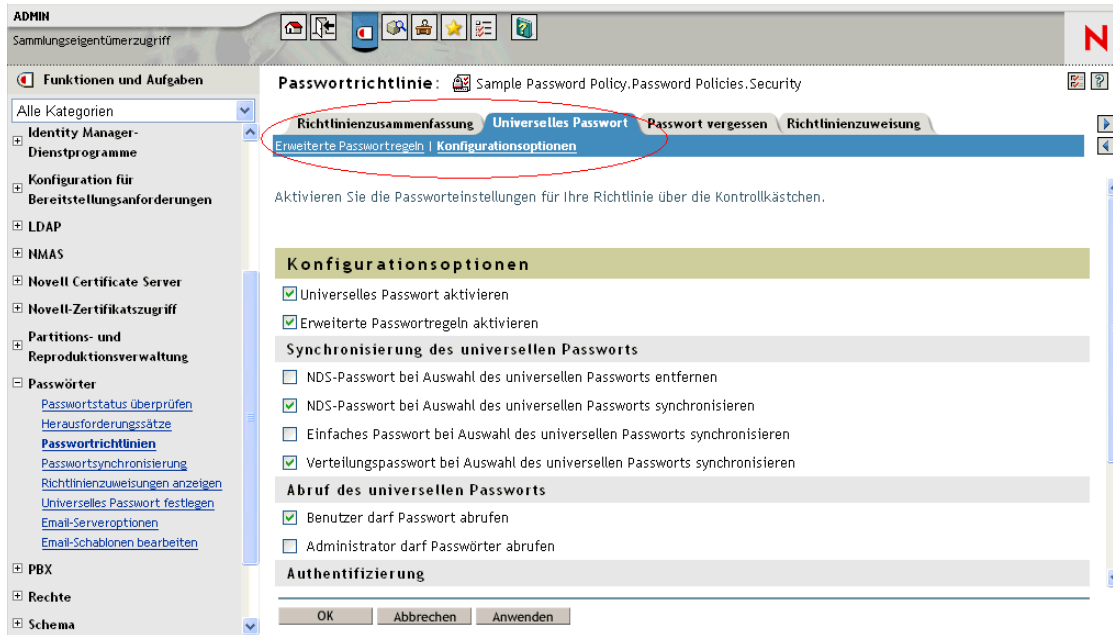 ADMIN
Sammlungseigentümerzugriff
N
Funktionen und Aufgaben
Alle Kategorien
Identity Manager-
Dienstprogramme
Konfiguration für
Bereitstellungsanforderungen
LDAP
NMAS
Novell Certificate Server
Novell-Zertifikatszugriff
Partitions- und
Reproduktionsverwaltung
Passwörter
Passwortstatus überprüfen
Herausforderungssätze
Passwortrichtlinien
Passwortsynchronisierung
Richtlinienzuweisungen anzeigen
Universelles Passwort festlegen
Email-Serveroptionen
Email-Schablonen bearbeiten
PBX
Rechte
Schema
Passwortrichtlinie: Sample Password Policy.Password Policies.Security
Richtlinienzusammenfassung Universelles Passwort Passwort vergessen Richtlinienzuweisung
Erweiterte Passwortregeln | Konfigurationsoptionen
Aktivieren Sie die Passworteinstellungen für Ihre Richtlinie über die Kontrollkästchen.
Konfigurationsoptionen
Universelles Passwort aktivieren
Erweiterte Passwortregeln aktivieren
Synchronisierung des universellen Passworts
NDS-Passwort bei Auswahl des universellen Passworts entfernen
NDS-Passwort bei Auswahl des universellen Passworts synchronisieren
Einfaches Passwort bei Auswahl des universellen Passworts synchronisieren
Verteilungspasswort bei Auswahl des universellen Passworts synchronisieren
Abruf des universellen Passworts
Benutzer darf Passwort abrufen
Administrator darf Passwörter abrufen
Authentifizierung
OK Abbrechen Anwenden